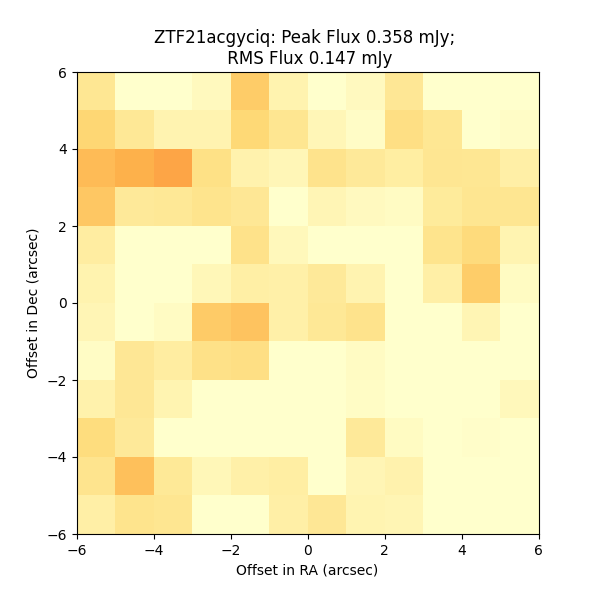 ZTF21acgyciq: Peak Flux 0.358 mJy;
RMS Flux 0.147 mJy
6
4
2
0
−2
−4
−6
Offset in Dec (arcsec)
−6 −4 −2 0 2 4 6
Offset in RA (arcsec)